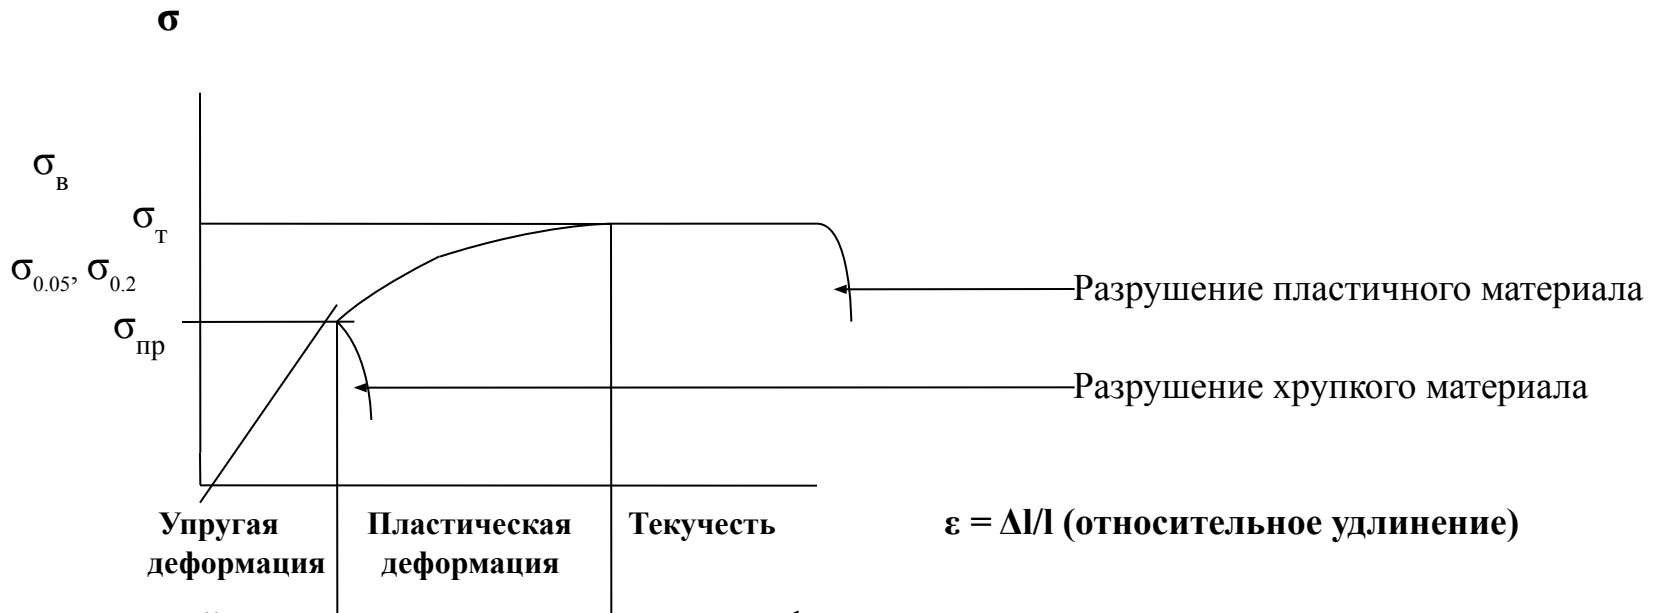 σ
σв
σт
σ0.05, σ0.2
σпр
Разрушение пластичного материала
Разрушение хрупкого материала
Упругая деформация
Пластическая деформация
Текучесть
ε = Δl/l (относительное удлинение)